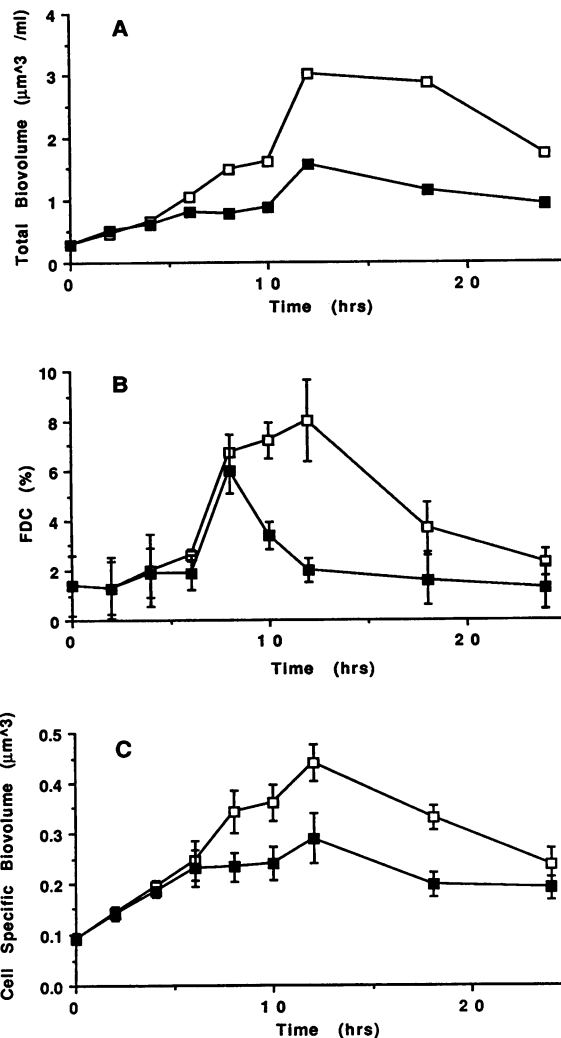 A
Total Biovolume (µm^3 /ml)
4
3
2
1
0
0 10 20
Time (hrs)
B
FDC (%)
10
8
6
4
2
0
0 10 20
Time (hrs)
C
Cell Specific Biovolume (µm^3)
0.5
0.4
0.3
0.2
0.1
0.0
0 10 20
Time (hrs)